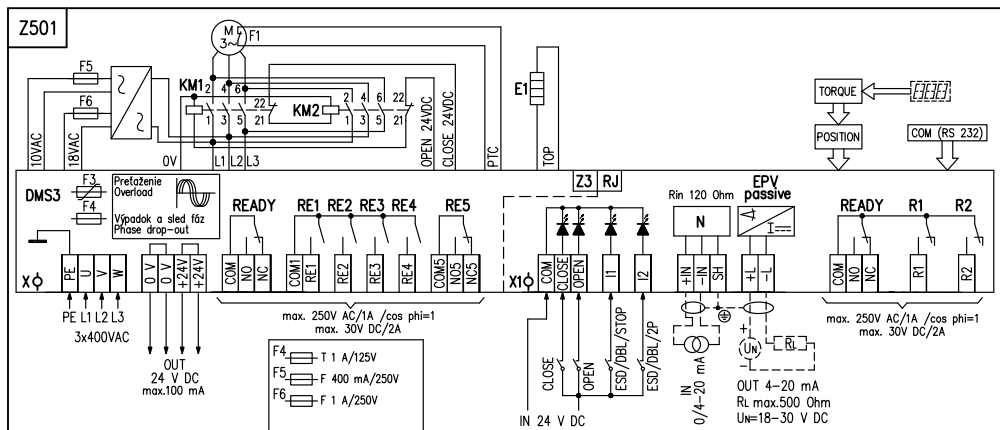 Z501
F5
F6
10VAC
18VAC
M
3~
F1
KM1
2 4 6
1 3 5
22
21
KM2
2 4 6 22
1 3 5 21
0V
L1 L2 L3
OPEN 24VDC
CLOSE 24VDC
PTC
E1
TOP
TORQUE
POSITION
COM (RS 232)
DMS3
F3
F4
Preťaženie
Overload
Výpadok a sled fáz
Phase drop-out
READY
RE1 RE2 RE3 RE4
RE5
Z3 RJ
Rin 120 Ohm
N
EPV
passive
READY
R1
R2
X
PE
U
V
W
0 V
0 V
+24V
+24V
COM
NO
NC
COM1
RE1
RE2
RE3
RE4
COM5
NO5
NC5
X1
COM
CLOSE
OPEN
I1
I2
+IN
-IN
SH
+L
-L
COM
NO
NC
R1
R2
PE L1 L2 L3
3x400VAC
OUT
24 V DC
max.100 mA
max. 250V AC/1A /cos phi=1
max. 30V DC/2A
F4 T 1 A/125V
F5 F 400 mA/250V
F6 F 1 A/250V
IN 24 V DC
CLOSE
OPEN
ESD/DBL/STOP
ESD/DBL/2P
IN
0/4-20 mA
+
UN
-
RL
OUT 4-20 mA
RL max.500 Ohm
UN=18-30 V DC
max. 250V AC/1A /cos phi=1
max. 30V DC/2A